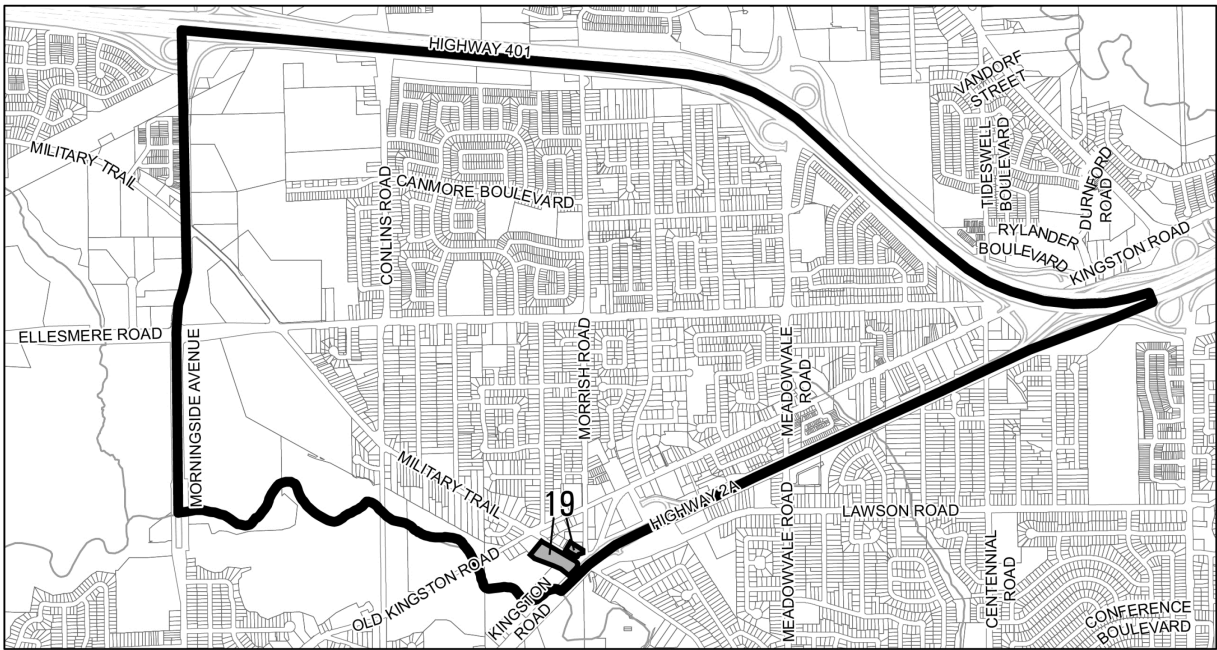 HIGHWAY 401
VANDORF
STREET
MILITARY TRAIL
TIDESWELL
BOULEVARD
DURNFORD
ROAD
CONLINS ROAD
CANMORE BOULEVARD
RYLANDER
BOULEVARD
KINGSTON ROAD
ELLESMERE ROAD
MORNINGSIDE AVENUE
MORRISH ROAD
MEADOWVALE
ROAD
MILITARY TRAIL
19
HIGHWAY 2A
MEADOWVALE ROAD
LAWSON ROAD
OLD KINGSTON ROAD
KINGSTON
ROAD
CENTENNIAL
ROAD
CONFERENCE
BOULEVARD